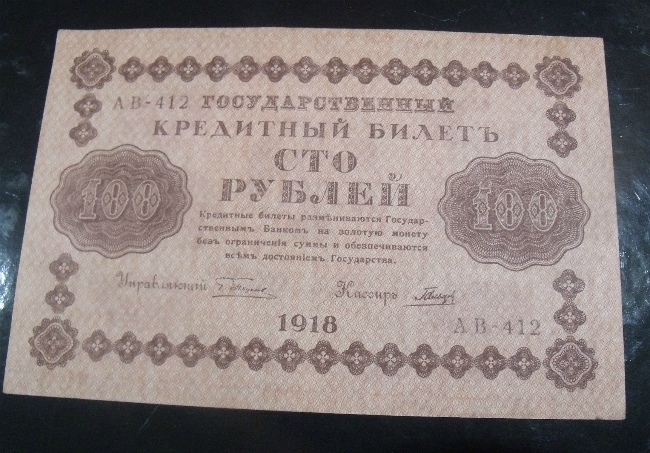 АВ-412 ГОСУДАРСТВЕННЫЙ
КРЕДИТНЫЙ БИЛЕТЪ
СТО
РУБЛЕЙ
100
100
Кредитные билеты размѣниваются Государ-
ственнымъ Банкомъ на золотую монету
безъ ограниченія суммы и обезпечиваются
всѣмъ достояніемъ Государства.
Управляющій
Кассиръ
1918
АВ-412